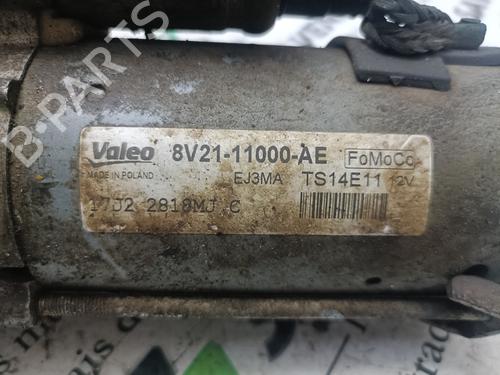 B-PARTS
Valeo 8V21-11000-AE FoMoCo
MADE IN POLAND EJ3MA TS14E11 12V
17J2 2818MJ C